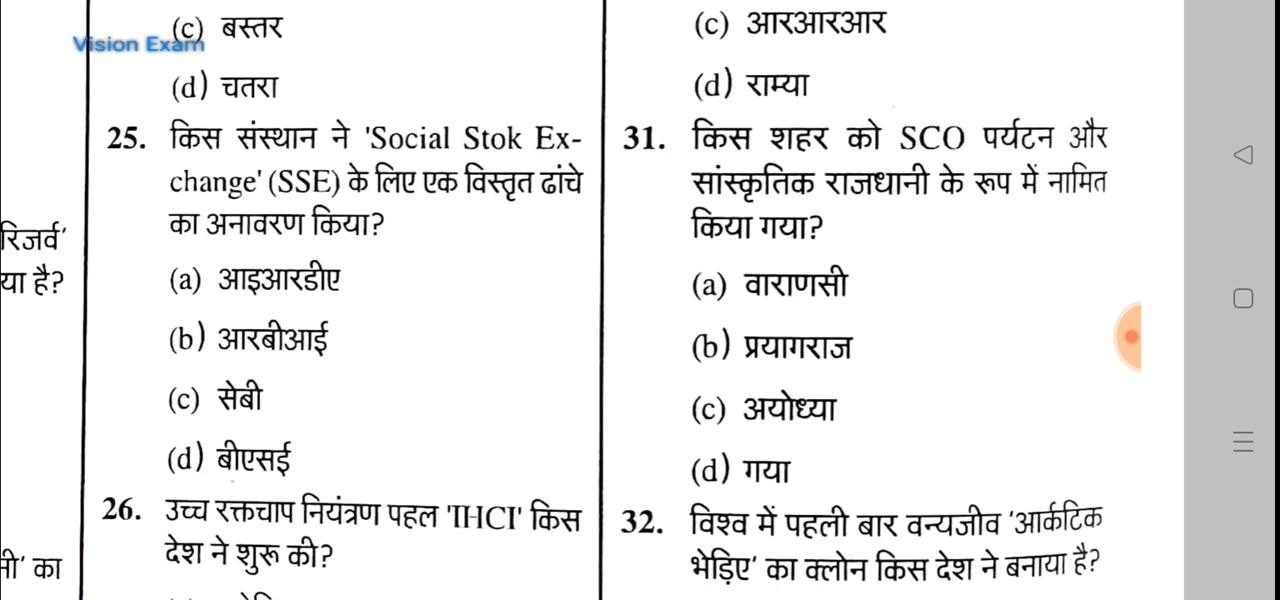 रिजर्व'
या है?
नी' का
(c) बस्तर
Vision Exam
(d) चतरा
25. किस संस्थान ने 'Social Stok Ex-
change' (SSE) के लिए एक विस्तृत ढांचे
का अनावरण किया?
(a) आइआरडीए
(b) आरबीआई
(c) सेबी
(d) बीएसई
26. उच्च रक्तचाप नियंत्रण पहल 'IHCI' किस
देश ने शुरू की?
(c) आरआरआर
(d) राम्या
31. किस शहर को SCO पर्यटन और
सांस्कृतिक राजधानी के रूप में नामित
किया गया?
(a) वाराणसी
(b) प्रयागराज
(c) अयोध्या
(d) गया
32. विश्व में पहली बार वन्यजीव 'आर्कटिक
भेड़िए' का क्लोन किस देश ने बनाया है?